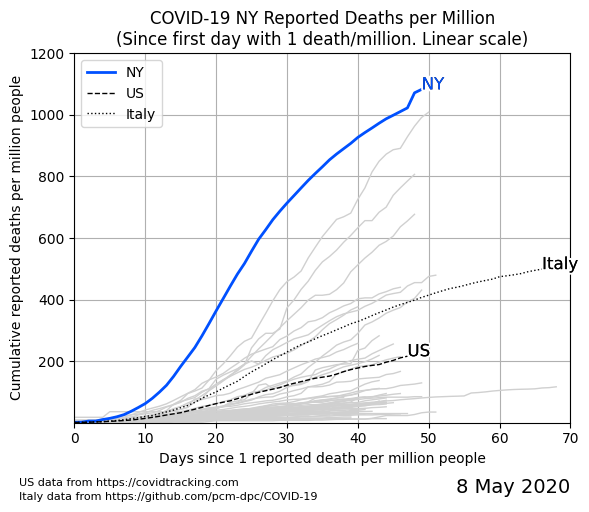 COVID-19 NY Reported Deaths per Million
(Since first day with 1 death/million. Linear scale)
Cumulative reported deaths per million people
1200
1000
800
600
400
200
NY
US
Italy
NY
Italy
US
0 10 20 30 40 50 60 70
Days since 1 reported death per million people
US data from https://covidtracking.com
Italy data from https://github.com/pcm-dpc/COVID-19
8 May 2020